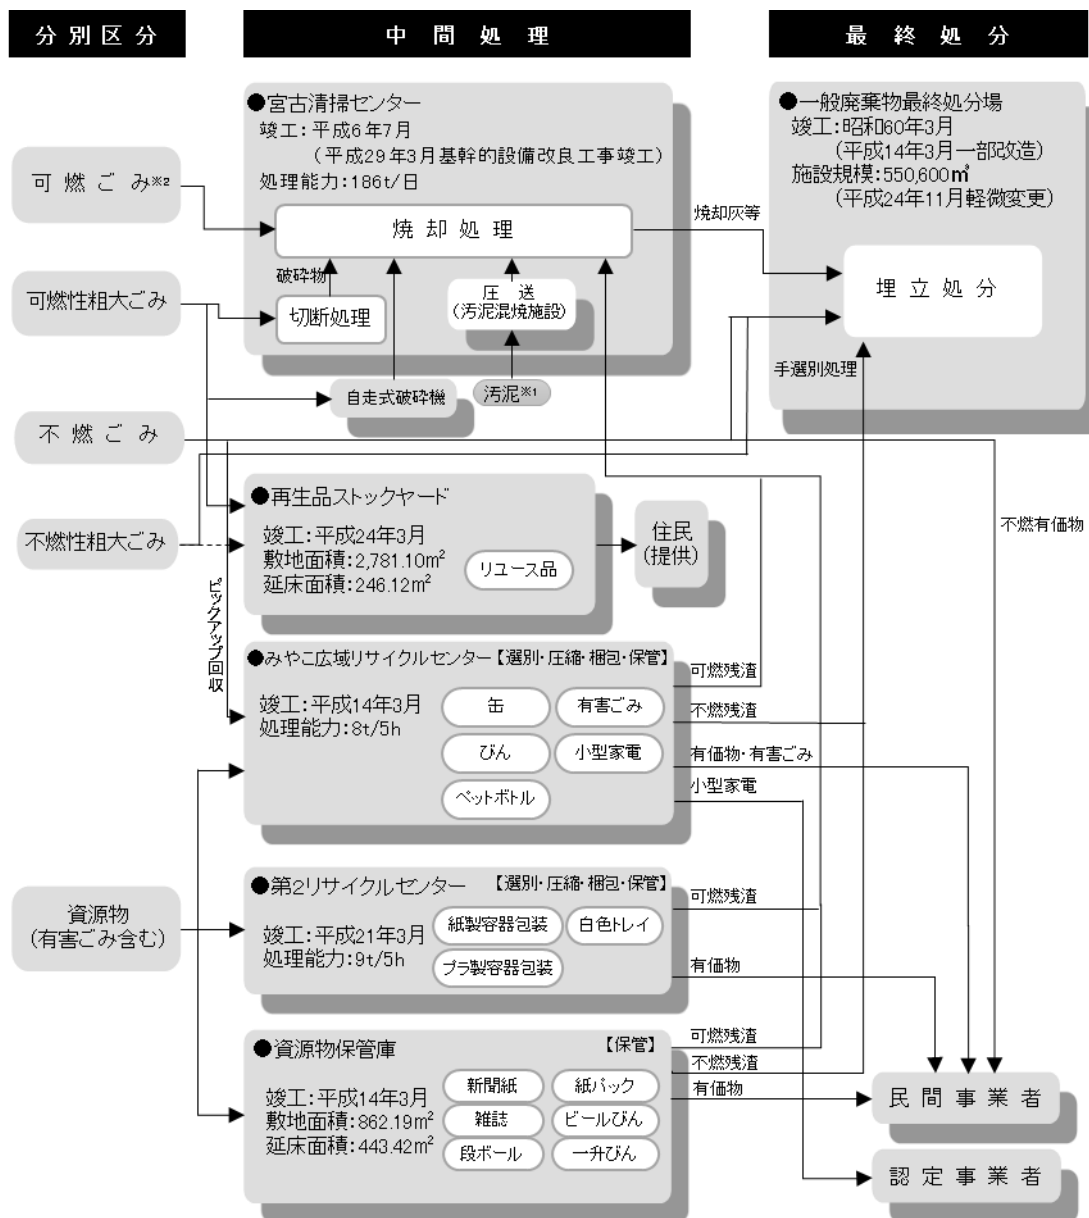 分別区分
中間処理
最終処分
●宮古清掃センター
竣工:平成6年7月
(平成29年3月基幹的設備改良工事竣工)
処理能力:186t/日
焼却処理
破砕物
切断処理
圧送
(汚泥混焼施設)
自走式破砕機
汚泥※1
●一般廃棄物最終処分場
竣工:昭和60年3月
(平成14年3月一部改造)
施設規模:550,600㎥
(平成24年11月軽微変更)
焼却灰等
埋立処分
手選別処理
可燃ごみ※2
可燃性粗大ごみ
不燃ごみ
不燃性粗大ごみ
ピックアップ回収
●再生品ストックヤード
竣工:平成24年3月
敷地面積:2,781.10m²
延床面積:246.12m²
リユース品
住民
(提供)
不燃有価物
●みやこ広域リサイクルセンター【選別・圧縮・梱包・保管】
竣工:平成14年3月
処理能力:8t/5h
缶
有害ごみ
びん
小型家電
ペットボトル
可燃残渣
不燃残渣
有価物・有害ごみ
小型家電
資源物
(有害ごみ含む)
●第2リサイクルセンター 【選別・圧縮・梱包・保管】
竣工:平成21年3月
処理能力:9t/5h
紙製容器包装
白色トレイ
プラ製容器包装
可燃残渣
有価物
●資源物保管庫 【保管】
竣工:平成14年3月
敷地面積:862.19m²
延床面積:443.42m²
新聞紙
紙パック
雑誌
ビールびん
段ボール
一升びん
可燃残渣
不燃残渣
有価物
民間事業者
認定事業者